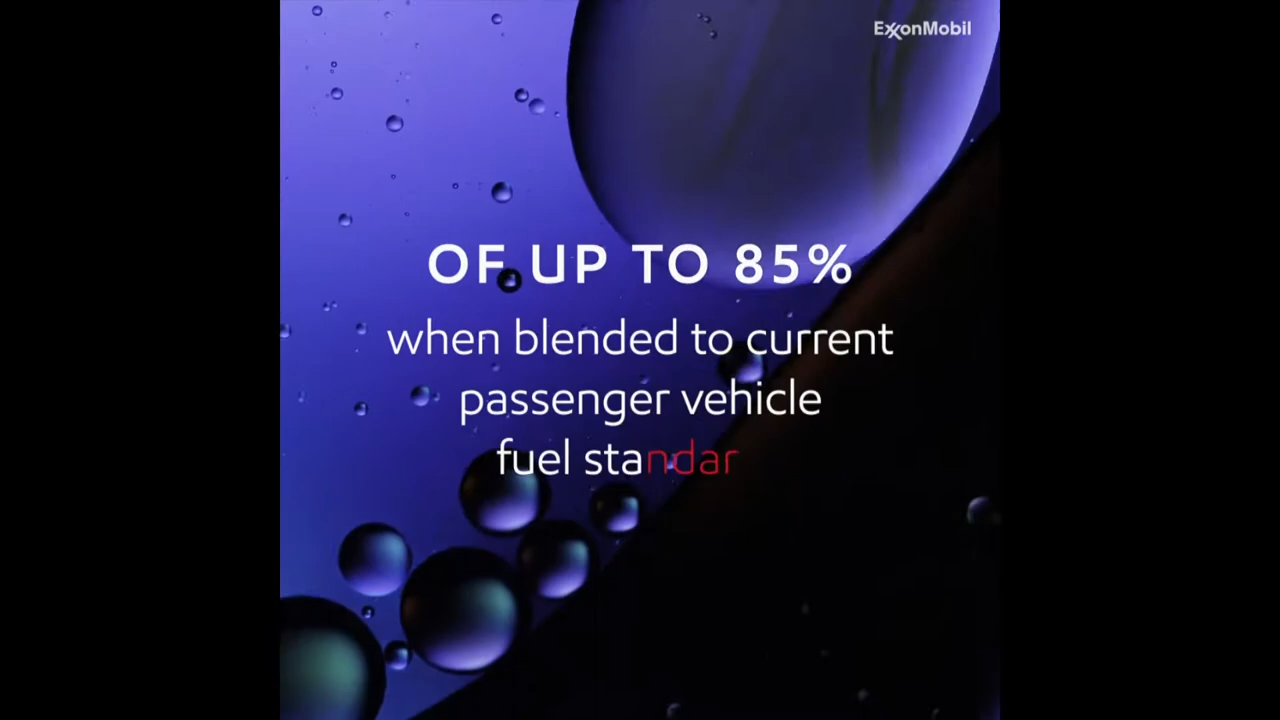 ExxonMobil
OF UP TO 85%
when blended to current
passenger vehicle
fuel standar